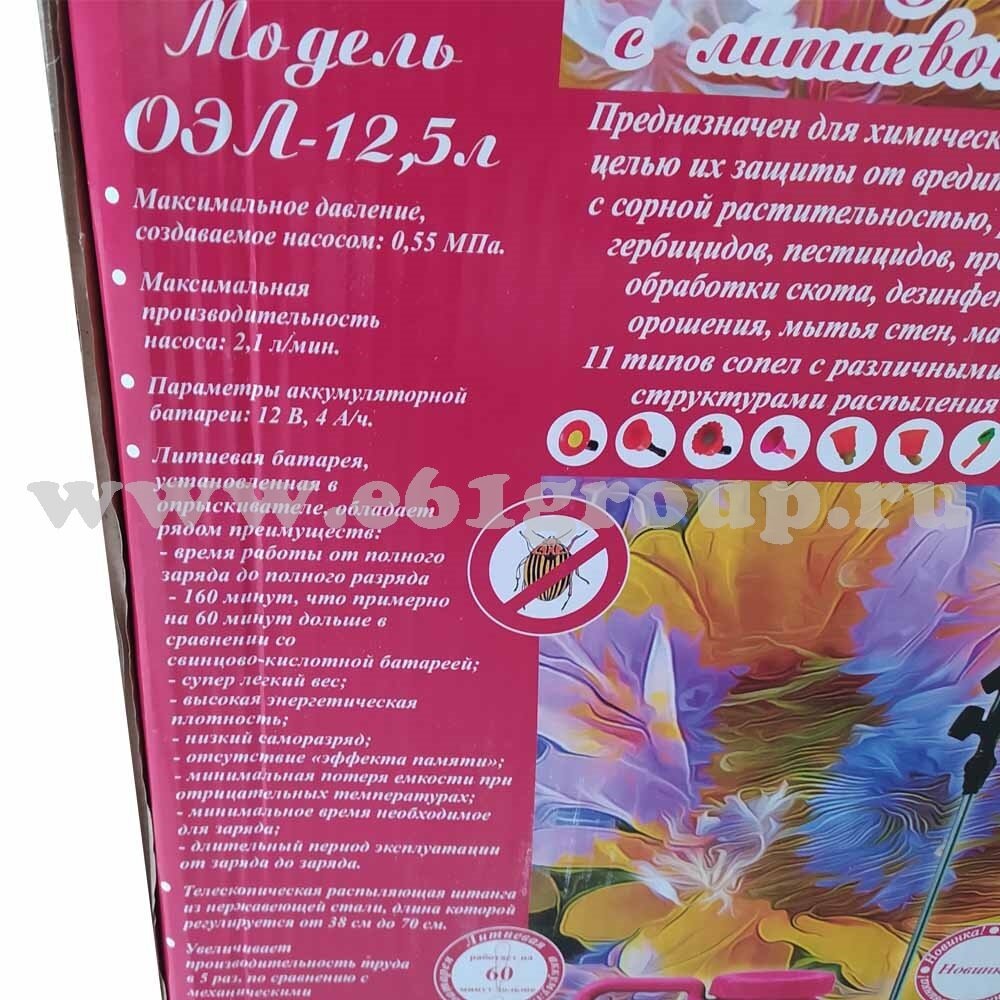 Модель
ОЭЛ-12,5л
• Максимальное давление,
создаваемое насосом: 0,55 МПа.
• Максимальная
производительность
насоса: 2,1 л/мин.
• Параметры аккумуляторной
батареи: 12 В, 4 А/ч.
• Литиевая батарея,
установленная в
опрыскивателе, обладает
рядом преимуществ:
- время работы от полного
заряда до полного разряда
- 160 минут, что примерно
на 60 минут дольше в
сравнении со
свинцово-кислотной батареей;
- супер легкий вес;
- высокая энергетическая
плотность;
- низкий саморазряд;
- отсутствие «эффекта памяти»;
- минимальная потеря емкости при
отрицательных температурах;
- минимальное время необходимое
для заряда;
- длительный период эксплуатации
от заряда до заряда.
• Телескопическая распыляющая штанга
из нержавеющей стали, длина которой
регулируется от 38 см до 70 см.
• Увеличивает
производительность труда
в 5 раз, по сравнению с
механическими
с литиевой
Предназначен для химическ
целью их защиты от вредит
с сорной растительностью,
гербицидов, пестицидов, пр
обработки скота, дезинфе
орошения, мытья стен, ма
11 типов сопел с различными
структурами распыления
www.e61group.ru
Литиевая
работает на
60
минут дольше
Новинка!
Новинк